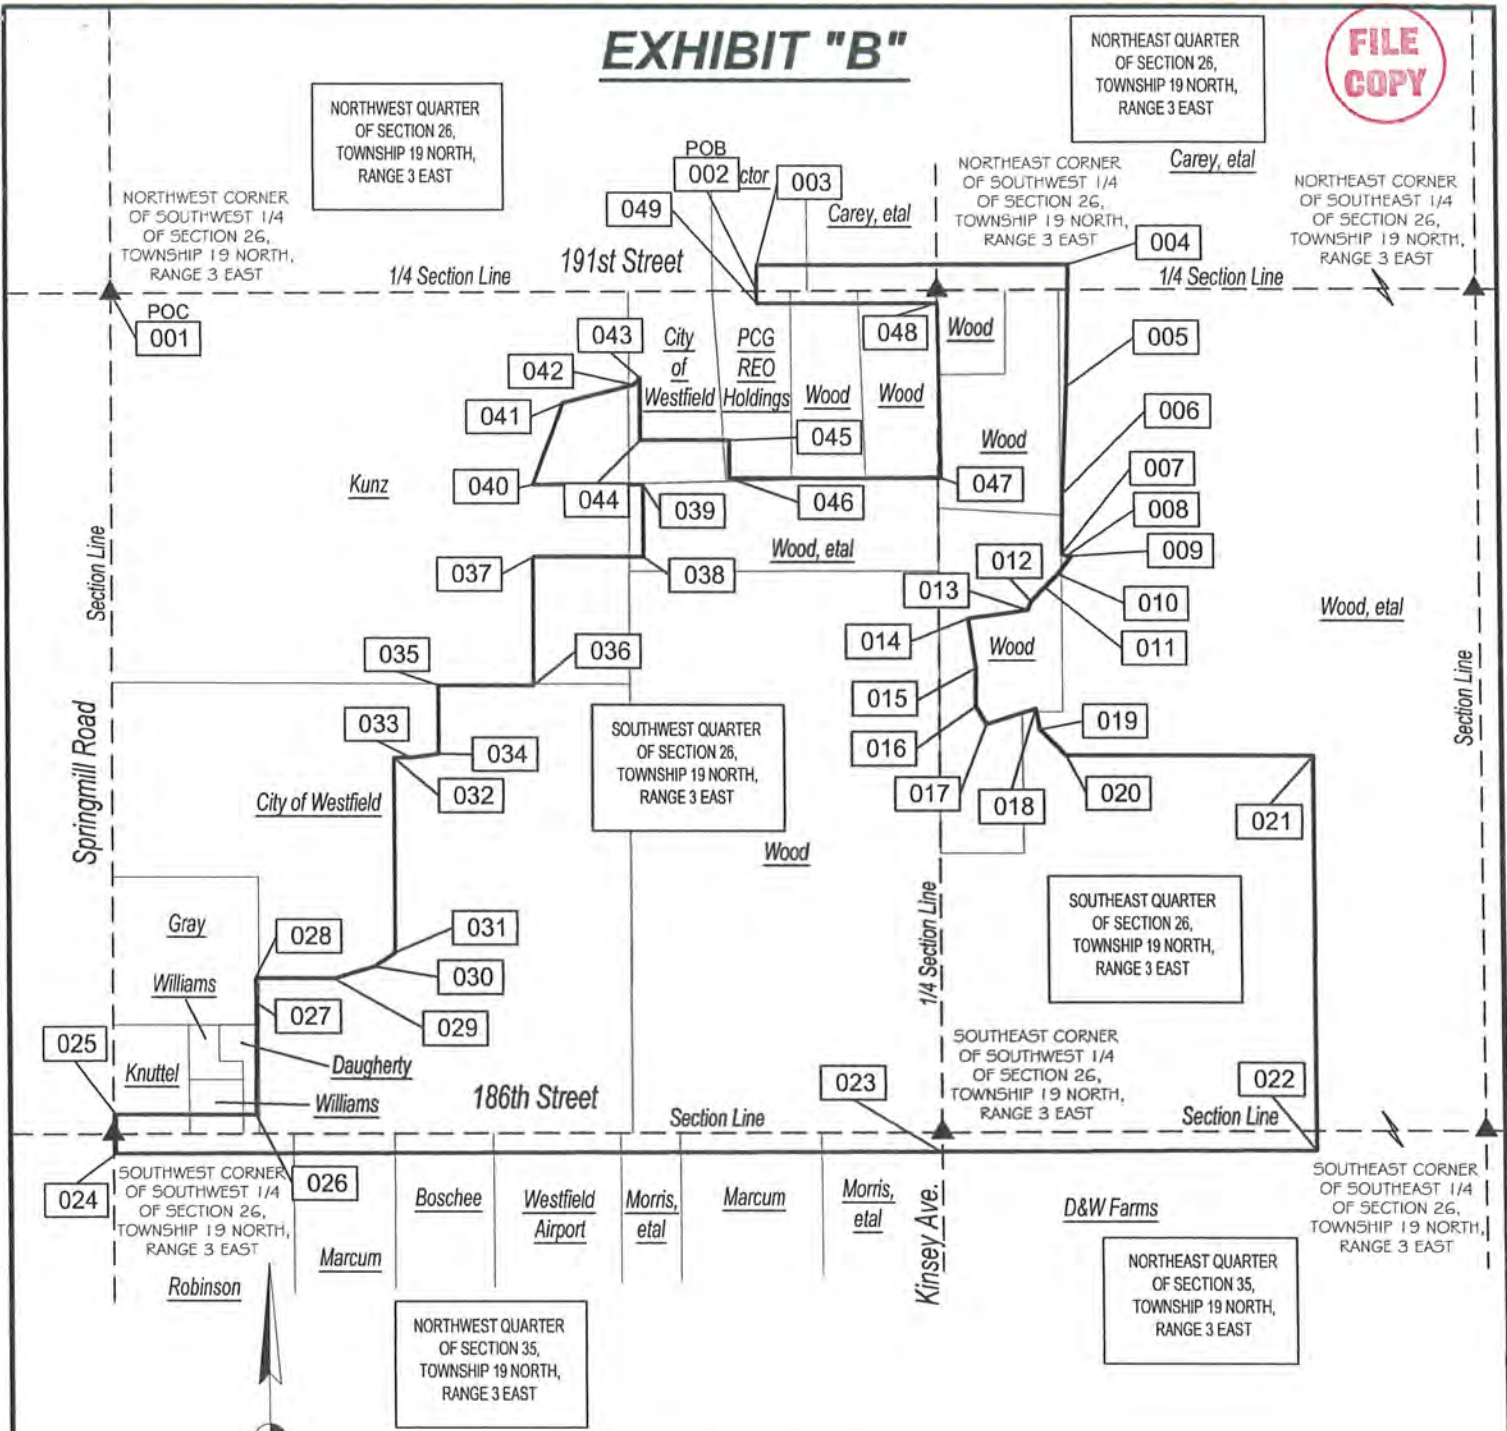 EXHIBIT "B"
FILE
COPY
NORTHWEST QUARTER
OF SECTION 26,
TOWNSHIP 19 NORTH,
RANGE 3 EAST
NORTHEAST QUARTER
OF SECTION 26,
TOWNSHIP 19 NORTH,
RANGE 3 EAST
Carey, etal
NORTHWEST CORNER
OF SOUTHWEST 1/4
OF SECTION 26,
TOWNSHIP 19 NORTH,
RANGE 3 EAST
POB
002
ctor
003
049
Carey, etal
NORTHEAST CORNER
OF SOUTHWEST 1/4
OF SECTION 26,
TOWNSHIP 19 NORTH,
RANGE 3 EAST
NORTHEAST CORNER
OF SOUTHEAST 1/4
OF SECTION 26,
TOWNSHIP 19 NORTH,
RANGE 3 EAST
004
1/4 Section Line
191st Street
1/4 Section Line
POC
001
043
042
041
City
of
Westfield
PCG
REO
Holdings
Wood
Wood
048
Wood
005
006
Kunz
040
044
045
Wood
007
039
046
047
008
009
Wood, etal
Section Line
037
038
012
013
010
014
011
Wood
Wood, etal
035
036
015
016
019
Section Line
033
034
032
SOUTHWEST QUARTER
OF SECTION 26,
TOWNSHIP 19 NORTH,
RANGE 3 EAST
017
018
020
021
Springmill Road
City of Westfield
Wood
Gray
028
031
030
SOUTHEAST QUARTER
OF SECTION 26,
TOWNSHIP 19 NORTH,
RANGE 3 EAST
1/4 Section Line
Williams
027
029
025
Knuttel
Daugherty
Williams
186th Street
Section Line
023
SOUTHEAST CORNER
OF SOUTHWEST 1/4
OF SECTION 26,
TOWNSHIP 19 NORTH,
RANGE 3 EAST
022
Section Line
024
SOUTHWEST CORNER
OF SOUTHWEST 1/4
OF SECTION 26,
TOWNSHIP 19 NORTH,
RANGE 3 EAST
026
Boschee
Westfield
Airport
Morris,
etal
Marcum
Morris,
etal
Kinsey Ave.
D&W Farms
SOUTHEAST CORNER
OF SOUTHEAST 1/4
OF SECTION 26,
TOWNSHIP 19 NORTH,
RANGE 3 EAST
Marcum
Robinson
NORTHWEST QUARTER
OF SECTION 35,
TOWNSHIP 19 NORTH,
RANGE 3 EAST
NORTHEAST QUARTER
OF SECTION 35,
TOWNSHIP 19 NORTH,
RANGE 3 EAST